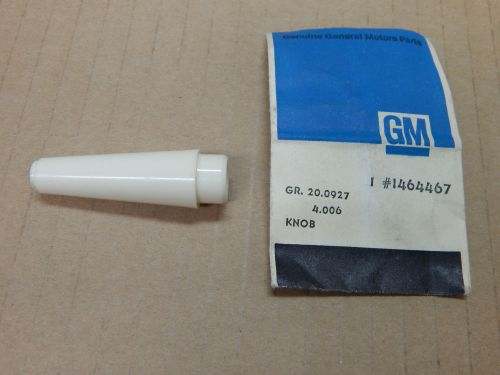 Genuine General Motors Parts
GM
1 #1464467
GR. 20.0927
4.006
KNOB